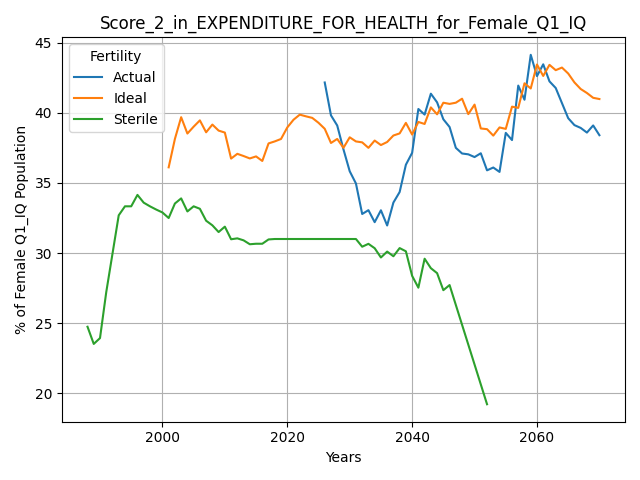 Score_2_in_EXPENDITURE_FOR_HEALTH_for_Female_Q1_IQ
Fertility
Actual
Ideal
Sterile
% of Female Q1_IQ Population
45
40
35
30
25
20
2000
2020
2040
2060
Years